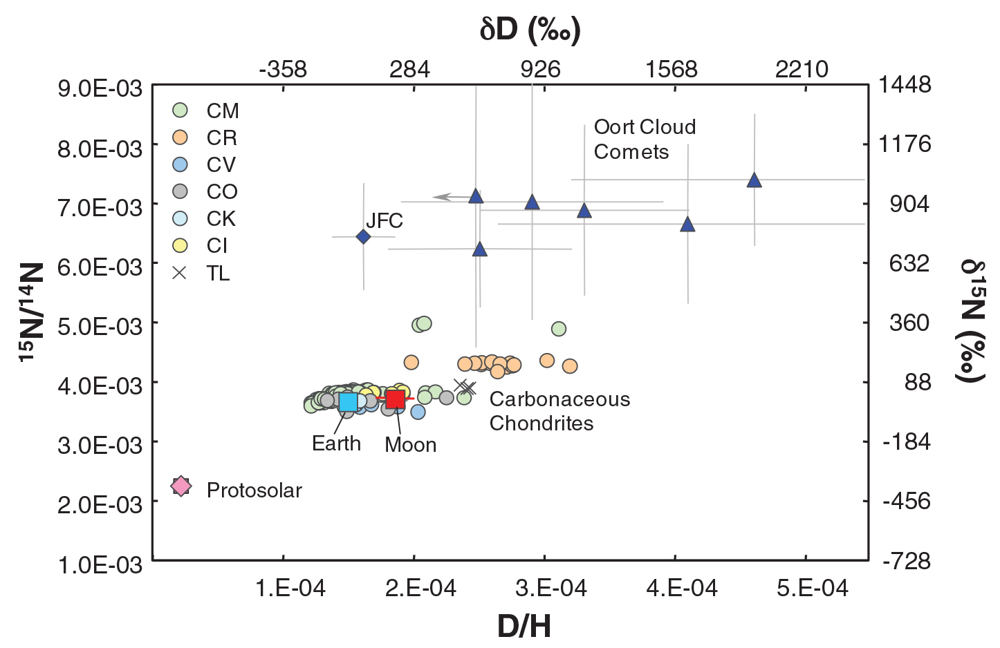 δD (‰)
-358 284 926 1568 2210
9.0E-03 1448
CM
CR
CV
CO
CK
CI
TL
Oort Cloud
Comets
8.0E-03 1176
7.0E-03 904
JFC
6.0E-03 632
¹⁵N/¹⁴N
δ¹⁵N (‰)
5.0E-03 360
4.0E-03 88
Carbonaceous
Chondrites
Earth Moon
3.0E-03 -184
Protosolar
2.0E-03 -456
1.0E-03 -728
1.E-04 2.E-04 3.E-04 4.E-04 5.E-04
D/H